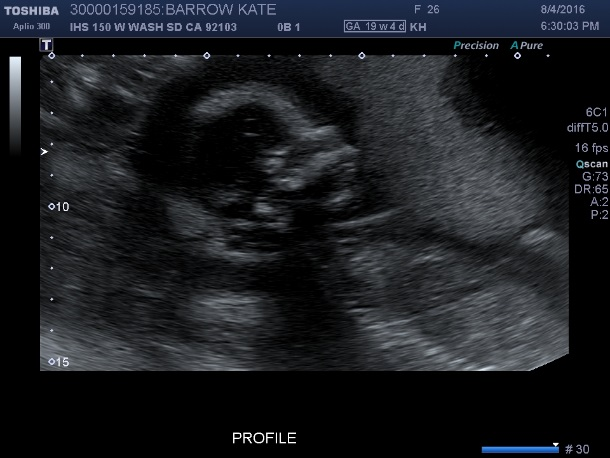 TOSHIBA 30000159185:BARROW KATE F 26 8/4/2016
Aplio 300 IHS 150 W WASH SD CA 92103 0B 1 GA 19 w 4 d KH 6:30:03 PM
T Precision A Pure
6C1
diffT5.0
16 fps
Qscan
G:73
DR:65
A:2
P:2
10
15
PROFILE
# 30